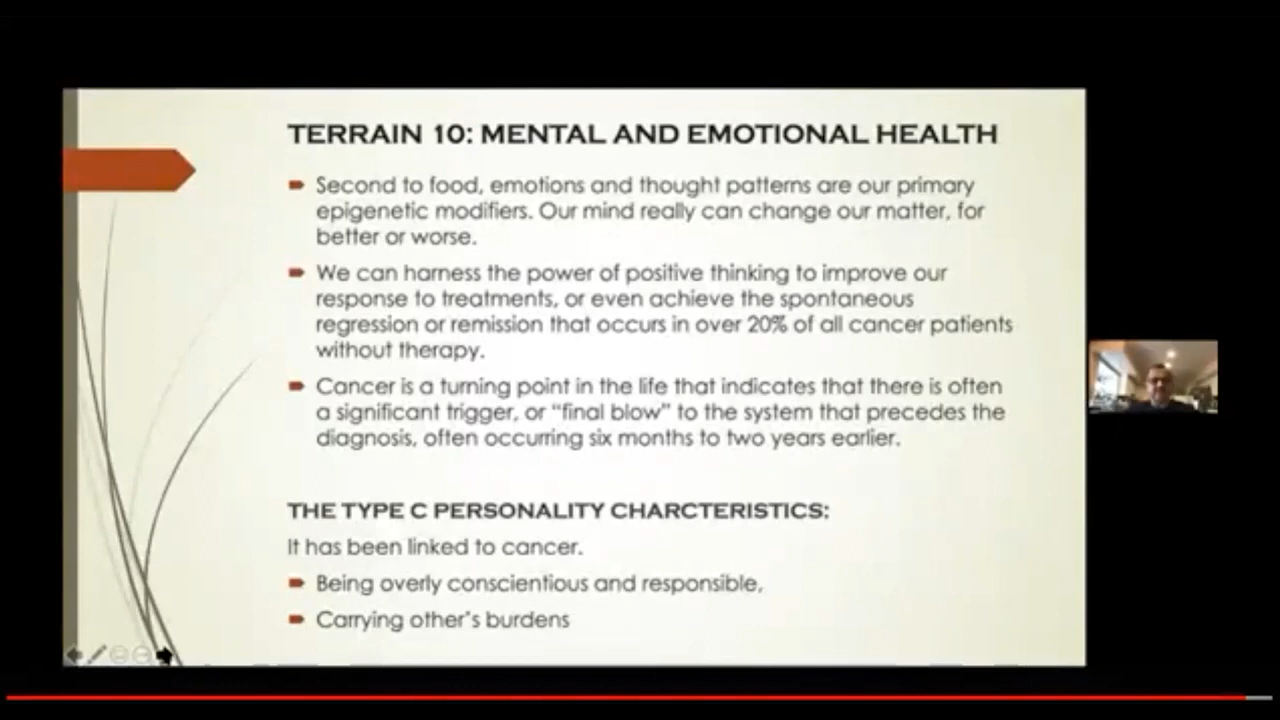 TERRAIN 10: MENTAL AND EMOTIONAL HEALTH
Second to food, emotions and thought patterns are our primary
epigenetic modifiers. Our mind really can change our matter, for
better or worse.
We can harness the power of positive thinking to improve our
response to treatments, or even achieve the spontaneous
regression or remission that occurs in over 20% of all cancer patients
without therapy.
Cancer is a turning point in the life that indicates that there is often
a significant trigger, or “final blow” to the system that precedes the
diagnosis, often occurring six months to two years earlier.
THE TYPE C PERSONALITY CHARCTERISTICS:
It has been linked to cancer.
Being overly conscientious and responsible,
Carrying other’s burdens